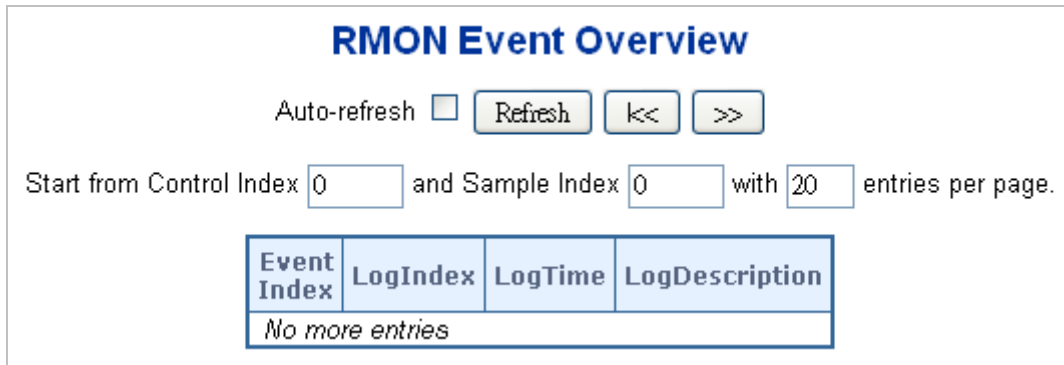 RMON Event Overview
Auto-refresh Refresh |<< >>
Start from Control Index 0 and Sample Index 0 with 20 entries per page.
Event Index LogIndex LogTime LogDescription
No more entries